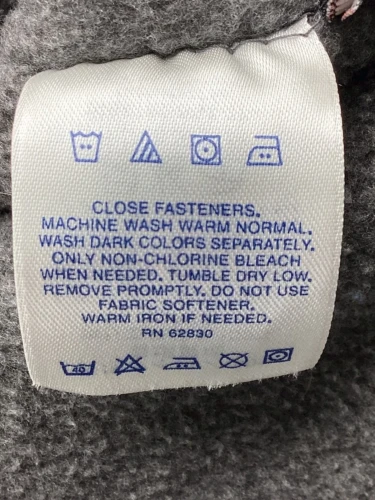 CLOSE FASTENERS.
MACHINE WASH WARM NORMAL.
WASH DARK COLORS SEPARATELY.
ONLY NON-CHLORINE BLEACH
WHEN NEEDED. TUMBLE DRY LOW.
REMOVE PROMPTLY. DO NOT USE
FABRIC SOFTENER.
WARM IRON IF NEEDED.
RN 62830
40